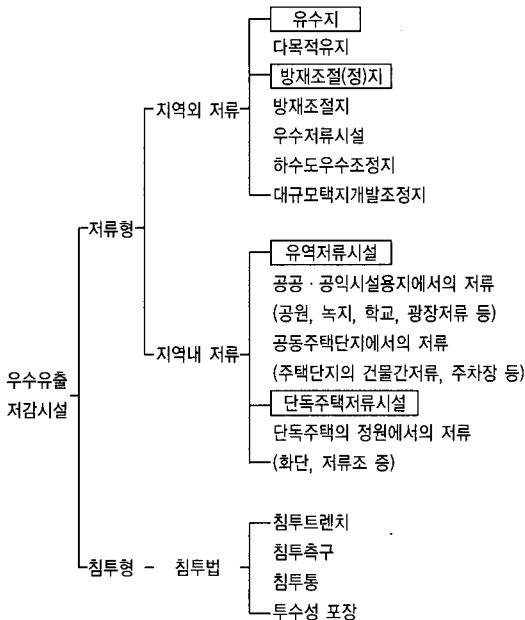 유수지
다목적유지
방재조절(정)지
지역외 저류
방재조절지
우수저류시설
하수도우수조정지
대규모택지개발조정지
저류형
유역저류시설
공공·공익시설용지에서의 저류
(공원, 녹지, 학교, 광장저류 등)
공동주택단지에서의 저류
지역내 저류
(주택단지의 건물간저류, 주차장 등)
우수유출
저감시설
단독주택저류시설
단독주택의 정원에서의 저류
(화단, 저류조 증)
침투트렌치
침투측구
침투형 - 침투법
침투통
투수성 포장